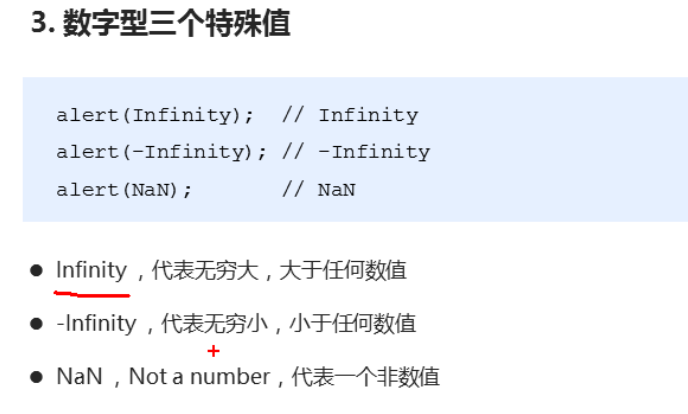 3. 数字型三个特殊值
alert(Infinity);  // Infinity
alert(-Infinity); // -Infinity
alert(NaN);       // NaN
● Infinity ，代表无穷大，大于任何数值
● -Infinity ，代表无穷小，小于任何数值
● NaN ，Not a number，代表一个非数值